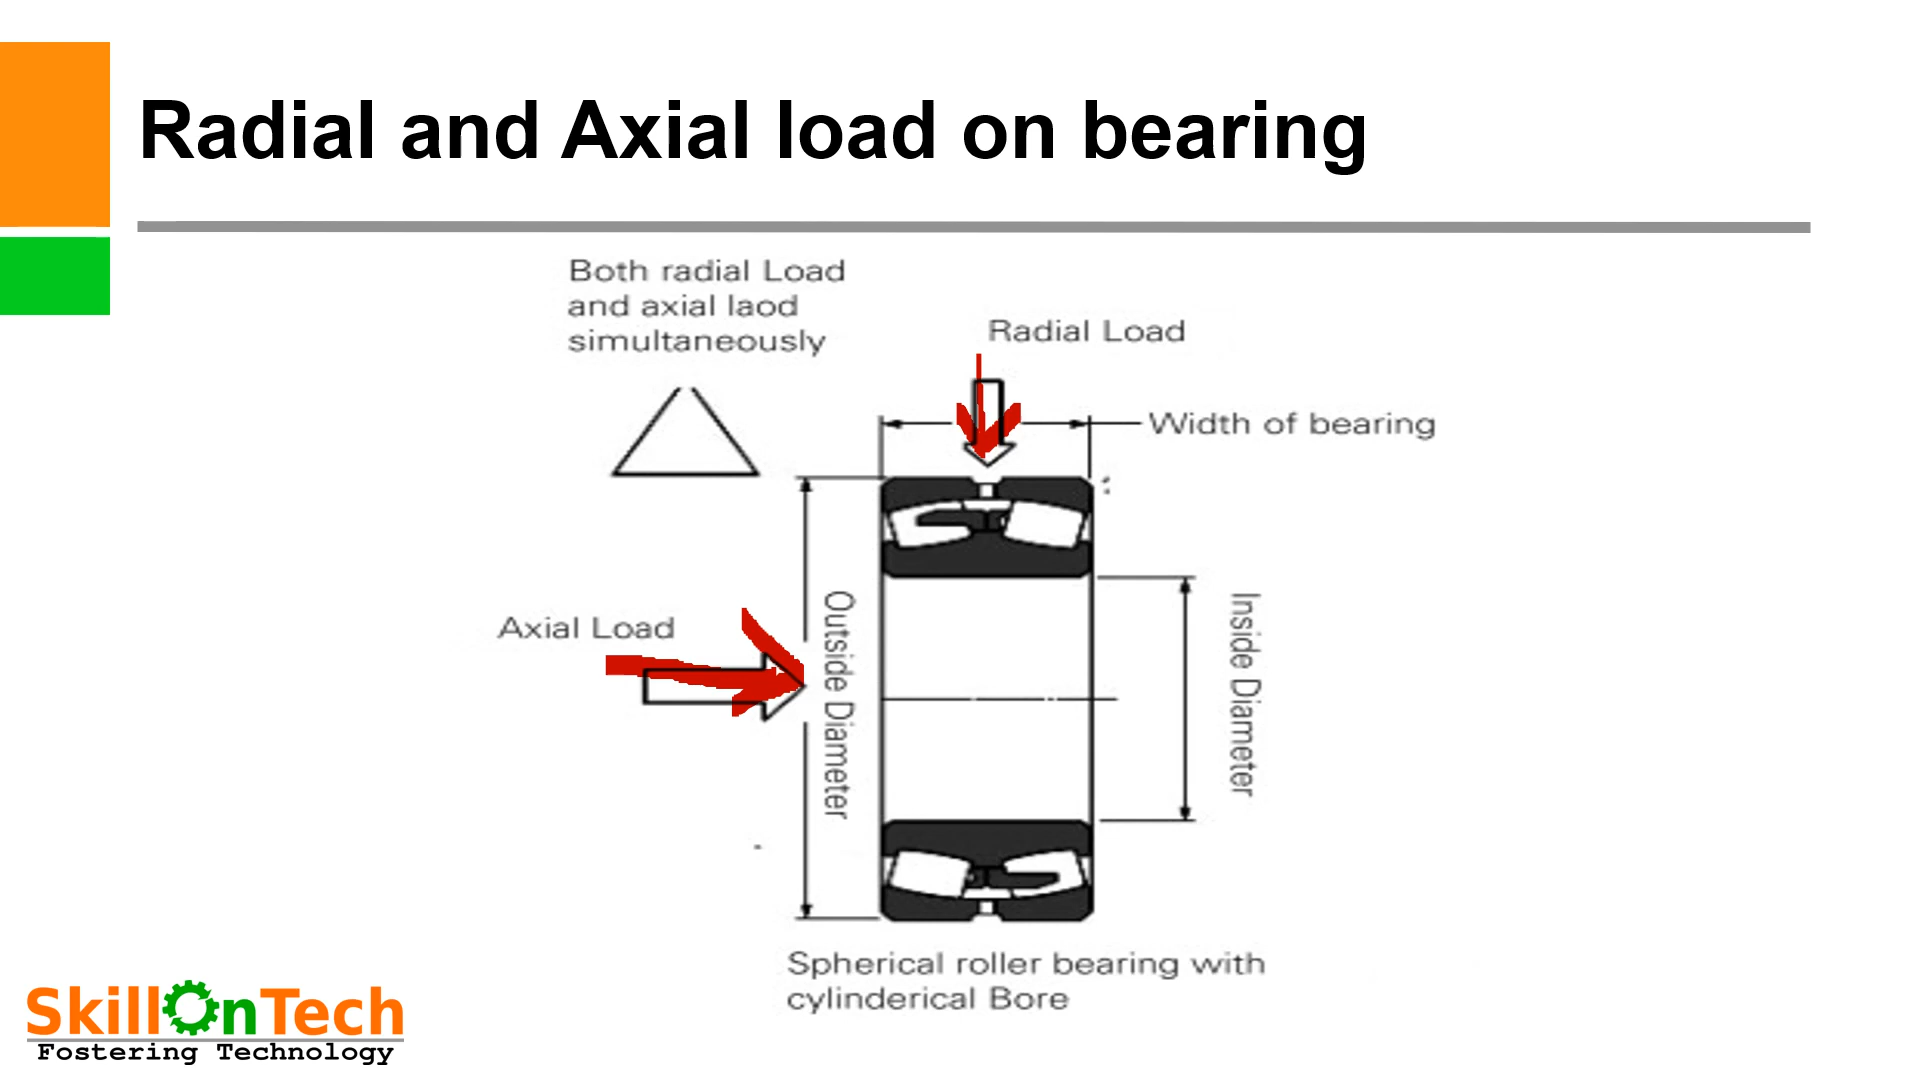 Radial and Axial load on bearing
Both radial Load
and axial laod
simultaneously
Radial Load
Width of bearing
Axial Load
Outside Diameter
Inside Diameter
Spherical roller bearing with
cylinderical Bore
SkillOnTech
Fostering Technology